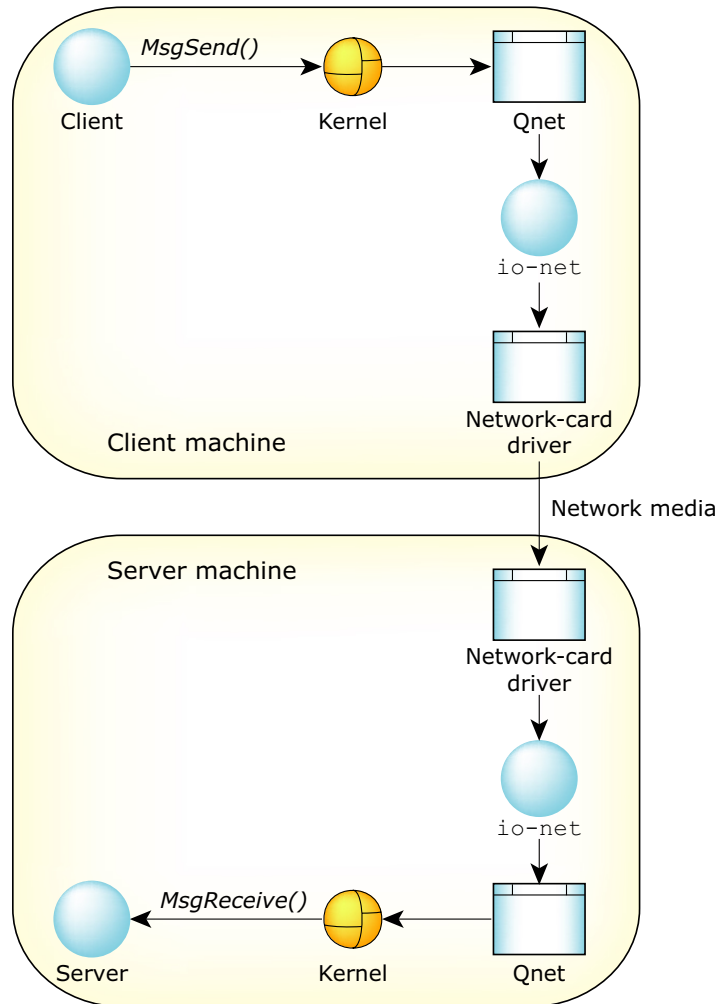 MsgSend()
Client
Kernel
Qnet
io-net
Network-card
driver
Client machine
Network media
Server machine
Network-card
driver
io-net
MsgReceive()
Server
Kernel
Qnet